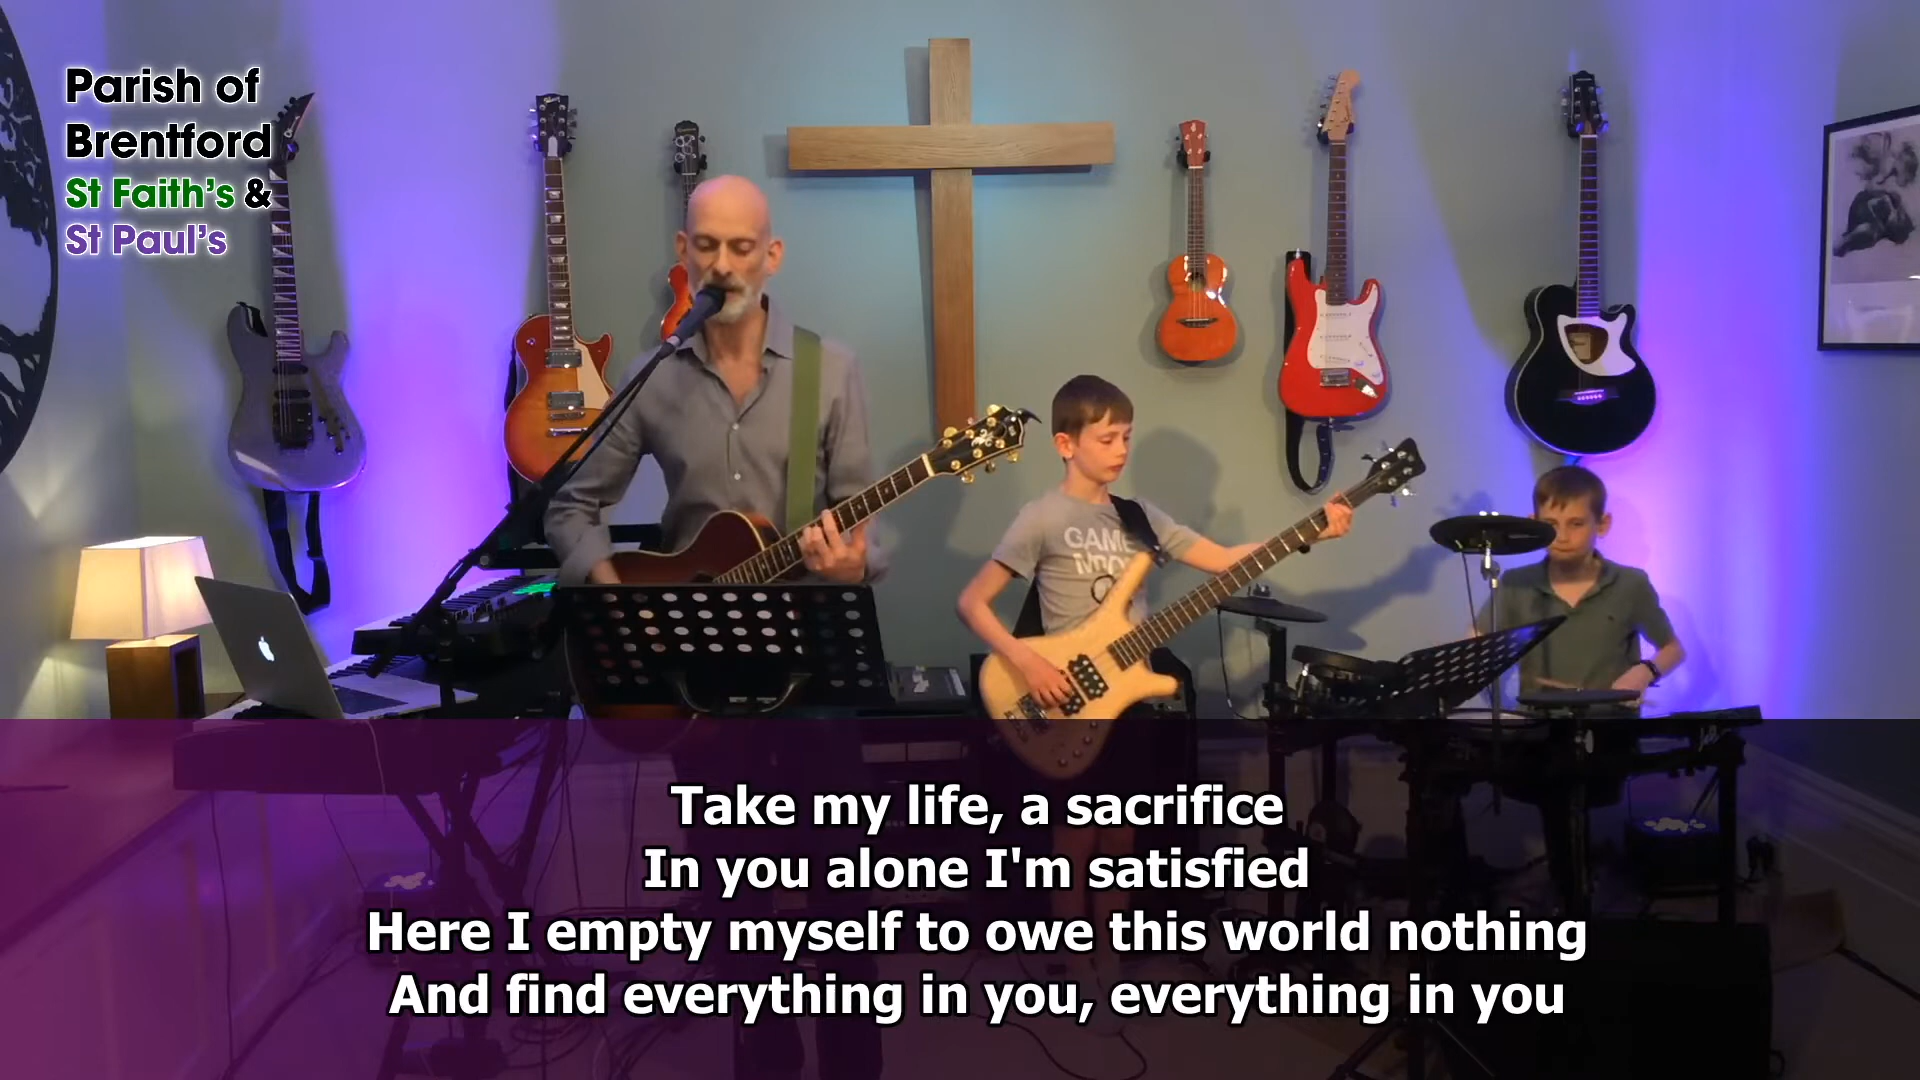 Parish of
Brentford
St Faith's &
St Paul's
GAME
Take my life, a sacrifice
In you alone I'm satisfied
Here I empty myself to owe this world nothing
And find everything in you, everything in you